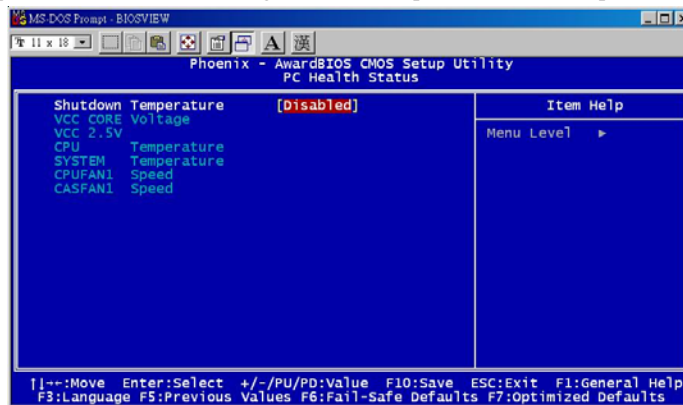 MS-DOS Prompt - BIOSVIEW
Tr 11 x 18 A 漢
Phoenix - AwardBIOS CMOS Setup Utility
PC Health Status
Shutdown Temperature [Disabled] Item Help
VCC CORE Voltage
VCC 2.5V Menu Level ►
CPU Temperature
SYSTEM Temperature
CPUFAN1 Speed
CASFAN1 Speed
↑↓→←:Move Enter:Select +/-/PU/PD:Value F10:Save ESC:Exit F1:General Help
F3:Language F5:Previous Values F6:Fail-Safe Defaults F7:Optimized Defaults